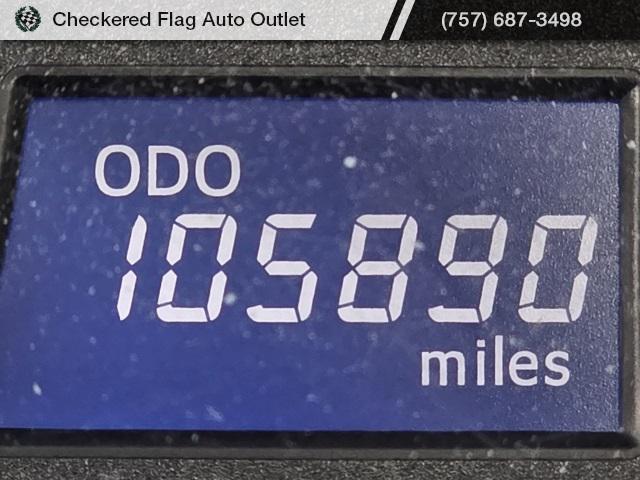 Checkered Flag Auto Outlet (757) 687-3498
ODO
105890
miles